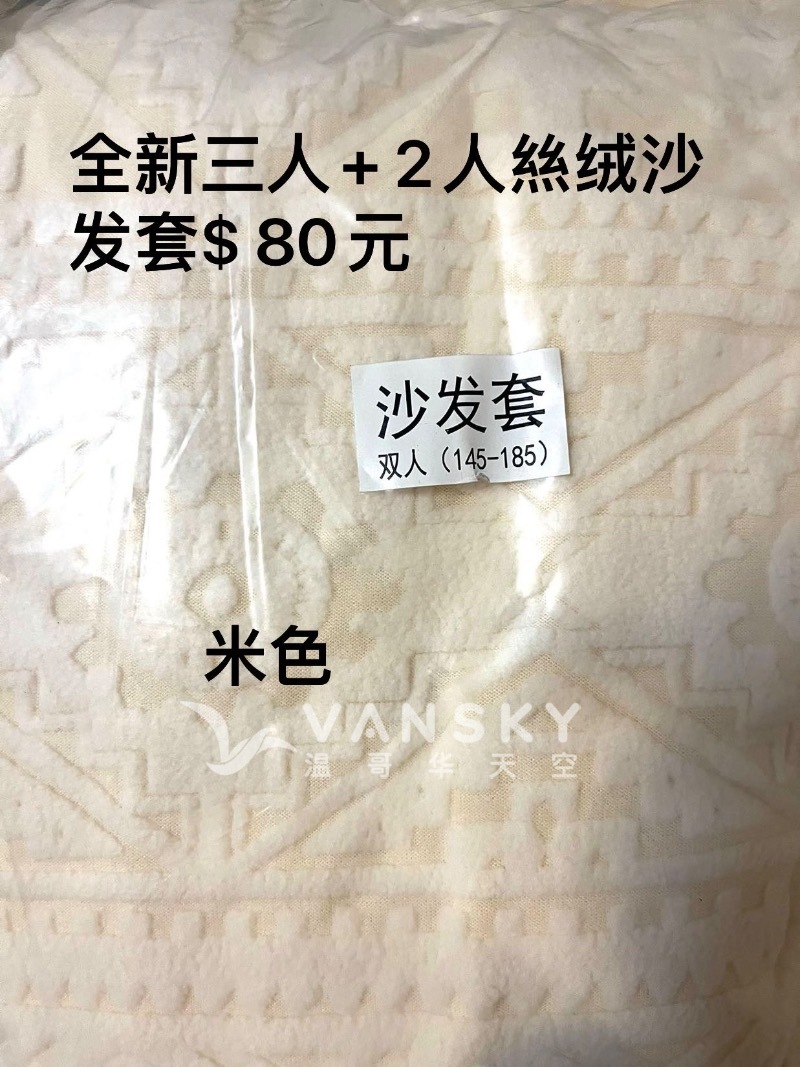 全新三人+2人絲绒沙
发套$80元
沙发套
双人（145-185）
米色
VANSKY
温哥华天空